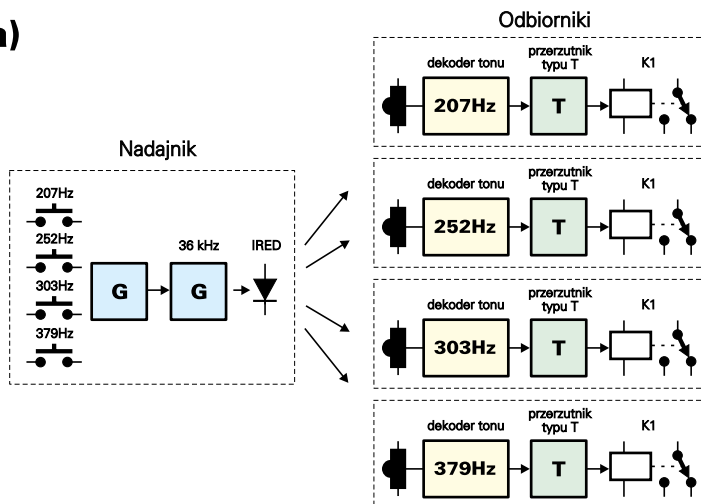 a)
Odbiorniki
dekoder tonu
przerzutnik
typu T
K1
207Hz
T
Nadajnik
207Hz
252Hz
303Hz
379Hz
36 kHz
IRED
G
G
dekoder tonu
przerzutnik
typu T
K1
252Hz
T
dekoder tonu
przerzutnik
typu T
K1
303Hz
T
dekoder tonu
przerzutnik
typu T
K1
379Hz
T